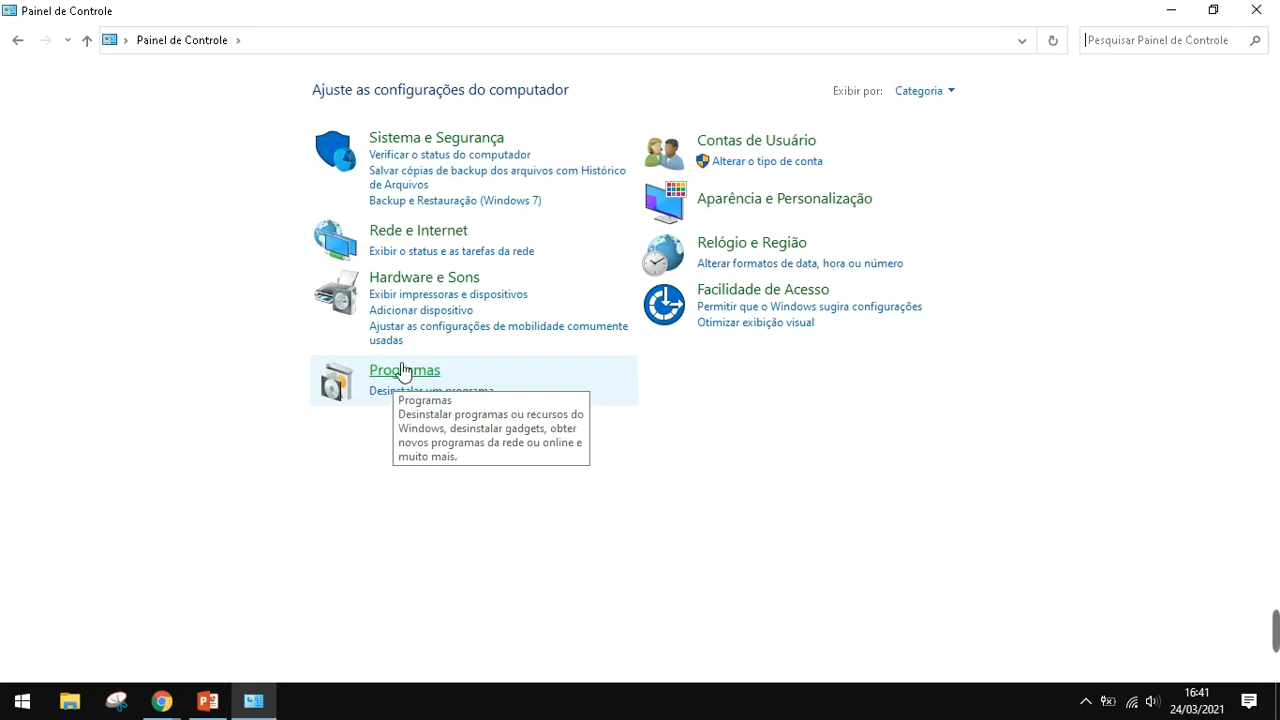 Painel de Controle
Painel de Controle
Pesquisar Painel de Controle
Ajuste as configurações do computador
Exibir por: Categoria
Sistema e Segurança
Verificar o status do computador
Salvar cópias de backup dos arquivos com Histórico
de Arquivos
Backup e Restauração (Windows 7)
Rede e Internet
Exibir o status e as tarefas da rede
Hardware e Sons
Exibir impressoras e dispositivos
Adicionar dispositivo
Ajustar as configurações de mobilidade comumente
usadas
Programas
Desinstalar um programa
Programas
Desinstalar programas ou recursos do
Windows, desinstalar gadgets, obter
novos programas da rede ou online e
muito mais.
Contas de Usuário
Alterar o tipo de conta
Aparência e Personalização
Relógio e Região
Alterar formatos de data, hora ou número
Facilidade de Acesso
Permitir que o Windows sugira configurações
Otimizar exibição visual
16:41
24/03/2021